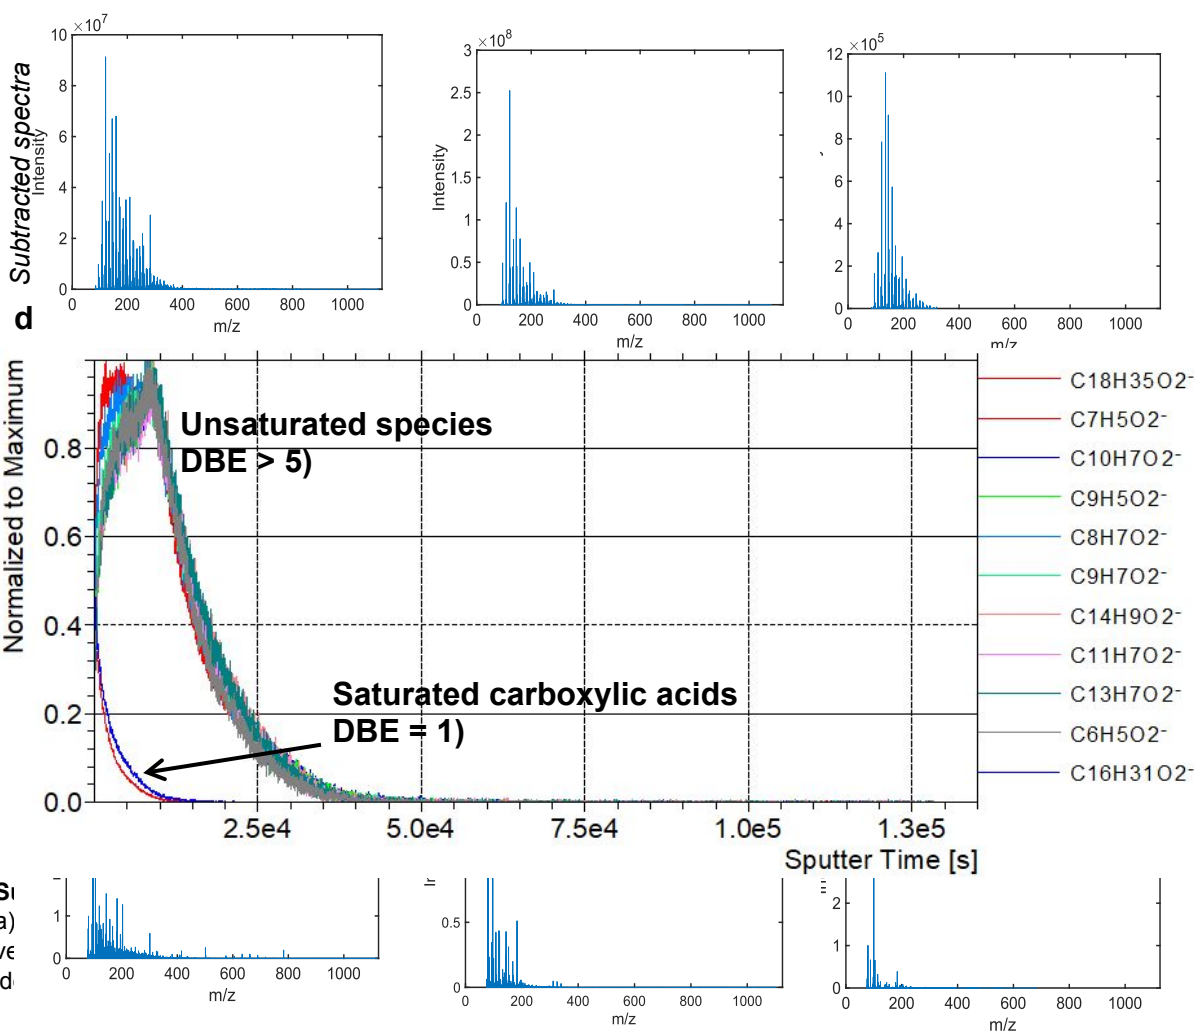 Subtracted spectra
×10⁷
10
8
6
4
2
0
Intensity
0 200 400 600 800 1000
m/z
×10⁸
3
2.5
2
1.5
1
0.5
0
Intensity
0 200 400 600 800 1000
m/z
×10⁵
12
10
8
6
4
2
0
0 200 400 600 800 1000
m/z
d
Normalized to Maximum
0.8
0.6
0.4
0.2
0.0
Unsaturated species
DBE > 5)
Saturated carboxylic acids
DBE = 1)
2.5e4 5.0e4 7.5e4 1.0e5 1.3e5
Sputter Time [s]
C18H35O2-
C7H5O2-
C10H7O2-
C9H5O2-
C8H7O2-
C9H7O2-
C14H9O2-
C11H7O2-
C13H7O2-
C6H5O2-
C16H31O2-
a)
1
0
0 200 400 600 800 1000
m/z
0.5
0
0 200 400 600 800 1000
m/z
2
1
0
0 200 400 600 800 1000
m/z